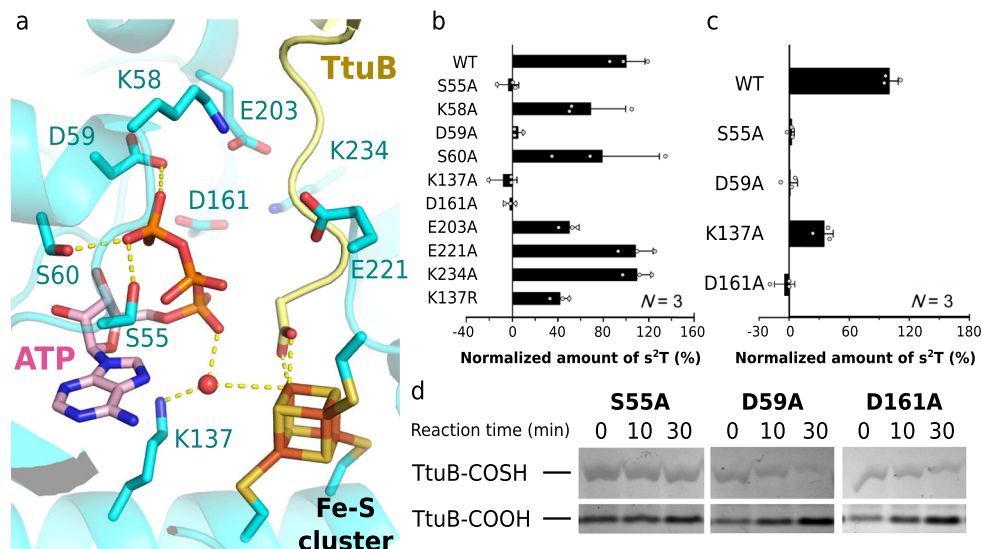 a
TtuB
K58
E203
D59
K234
D161
S60
E221
S55
ATP
K137
Fe-S
cluster
b
WT
S55A
K58A
D59A
S60A
K137A
D161A
E203A
E221A
K234A
K137R
N = 3
-40 0 40 80 120 160
Normalized amount of s²T (%)
c
WT
S55A
D59A
K137A
D161A
N = 3
-30 0 60 120 180
Normalized amount of s²T (%)
d
S55A D59A D161A
Reaction time (min) 0 10 30 0 10 30 0 10 30
TtuB-COSH
TtuB-COOH